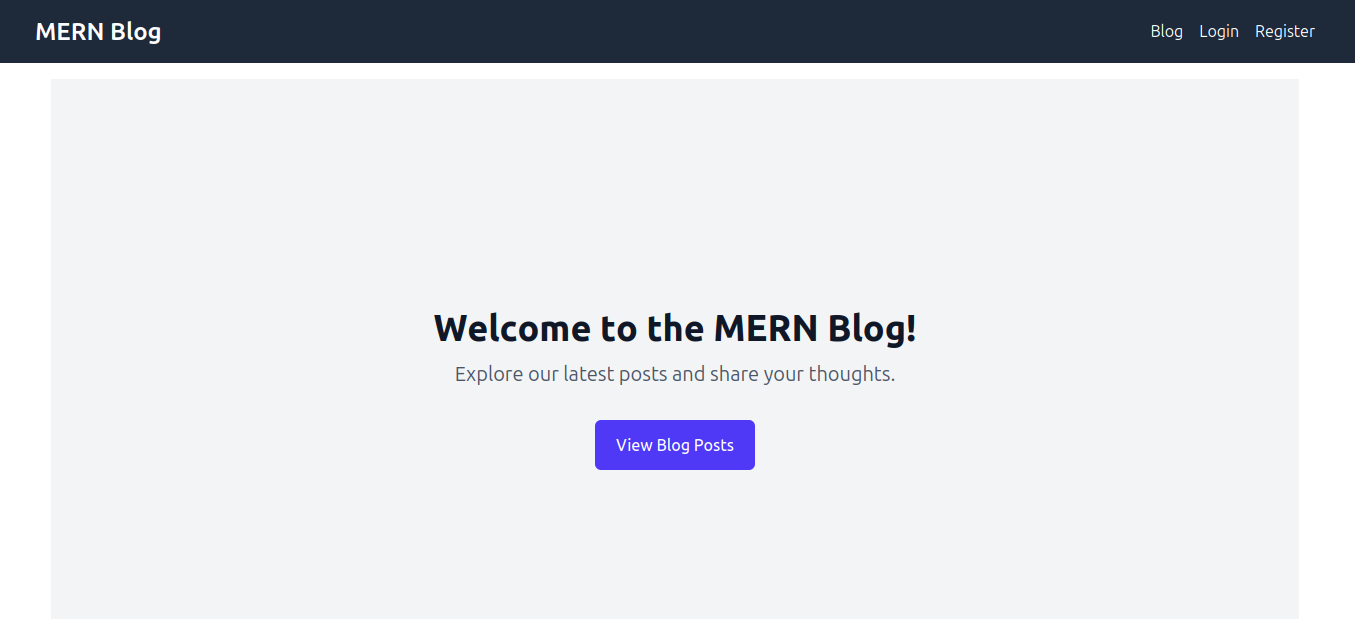 MERN Blog
Blog Login Register
Welcome to the MERN Blog!
Explore our latest posts and share your thoughts.
View Blog Posts